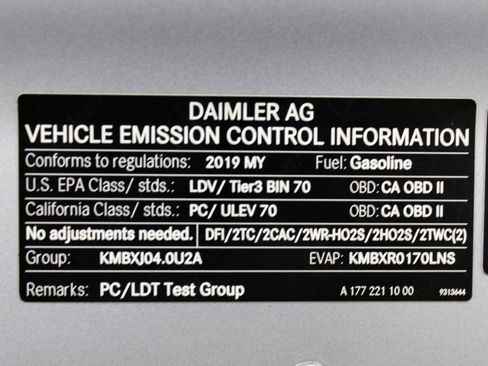 DAIMLER AG
VEHICLE EMISSION CONTROL INFORMATION
Conforms to regulations: 2019 MY Fuel: Gasoline
U.S. EPA Class/ stds.: LDV/ Tier3 BIN 70 OBD: CA OBD II
California Class/ stds.: PC/ ULEV 70 OBD: CA OBD II
No adjustments needed. DFI/2TC/2CAC/2WR-HO2S/2HO2S/2TWC(2)
Group: KMBXJ04.0U2A EVAP: KMBXR0170LNS
Remarks: PC/LDT Test Group A 177 221 10 00 9313644